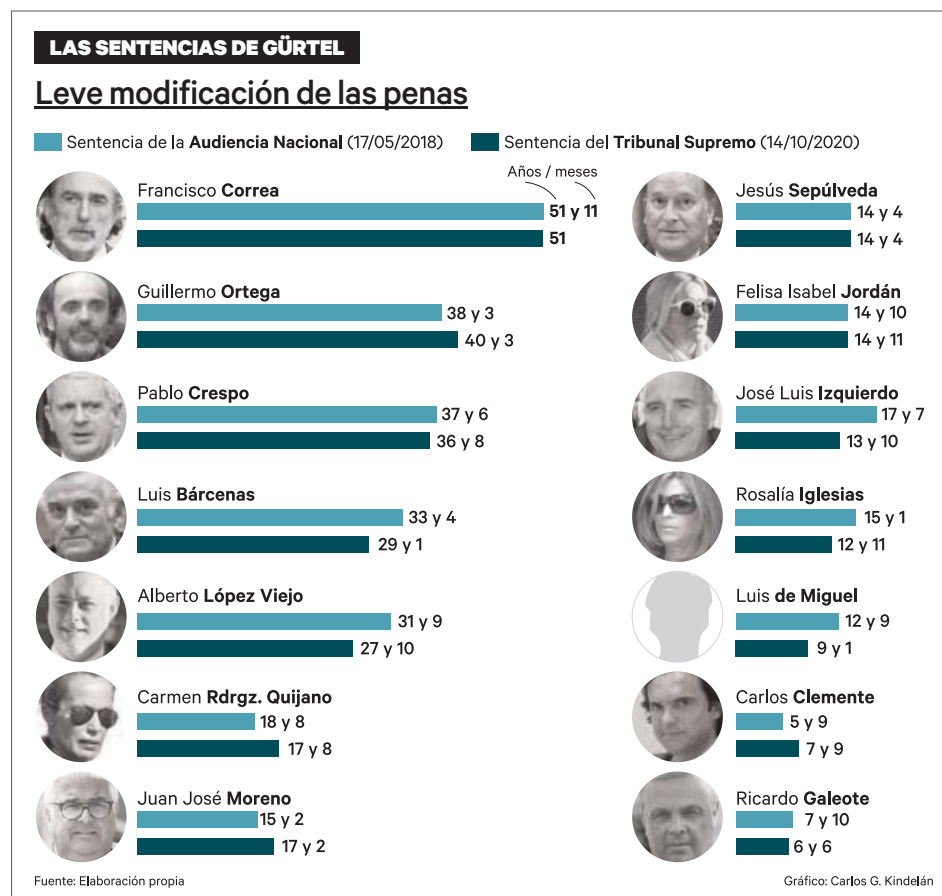 LAS SENTENCIAS DE GÜRTEL
Leve modificación de las penas
Sentencia de la Audiencia Nacional (17/05/2018)
Sentencia del Tribunal Supremo (14/10/2020)
Años / meses
Francisco Correa
51 y 11
51
Guillermo Ortega
38 y 3
40 y 3
Pablo Crespo
37 y 6
36 y 8
Luis Bárcenas
33 y 4
29 y 1
Alberto López Viejo
31 y 9
27 y 10
Carmen Rdrgz. Quijano
18 y 8
17 y 8
Juan José Moreno
15 y 2
17 y 2
Jesús Sepúlveda
14 y 4
14 y 4
Felisa Isabel Jordán
14 y 10
14 y 11
José Luis Izquierdo
17 y 7
13 y 10
Rosalía Iglesias
15 y 1
12 y 11
Luis de Miguel
12 y 9
9 y 1
Carlos Clemente
5 y 9
7 y 9
Ricardo Galeote
7 y 10
6 y 6
Fuente: Elaboración propia
Gráfico: Carlos G. Kindelán